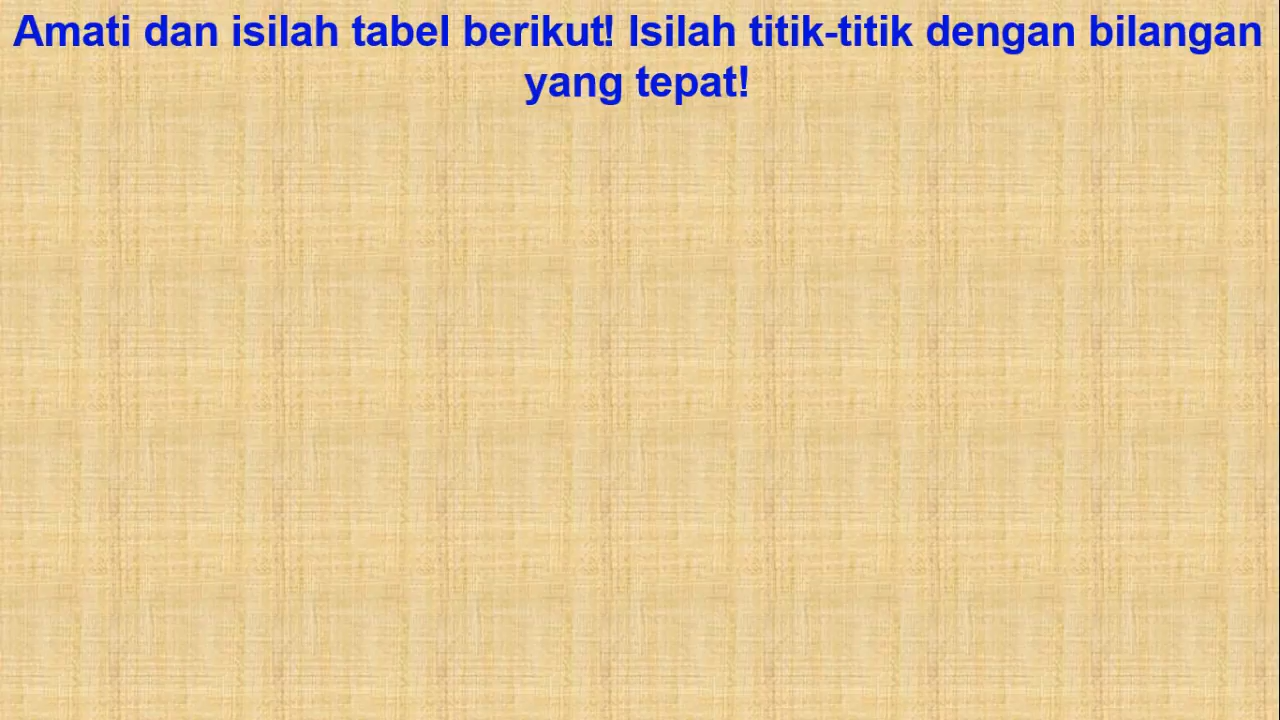 Amati dan isilah tabel berikut! Isilah titik-titik dengan bilangan
yang tepat!